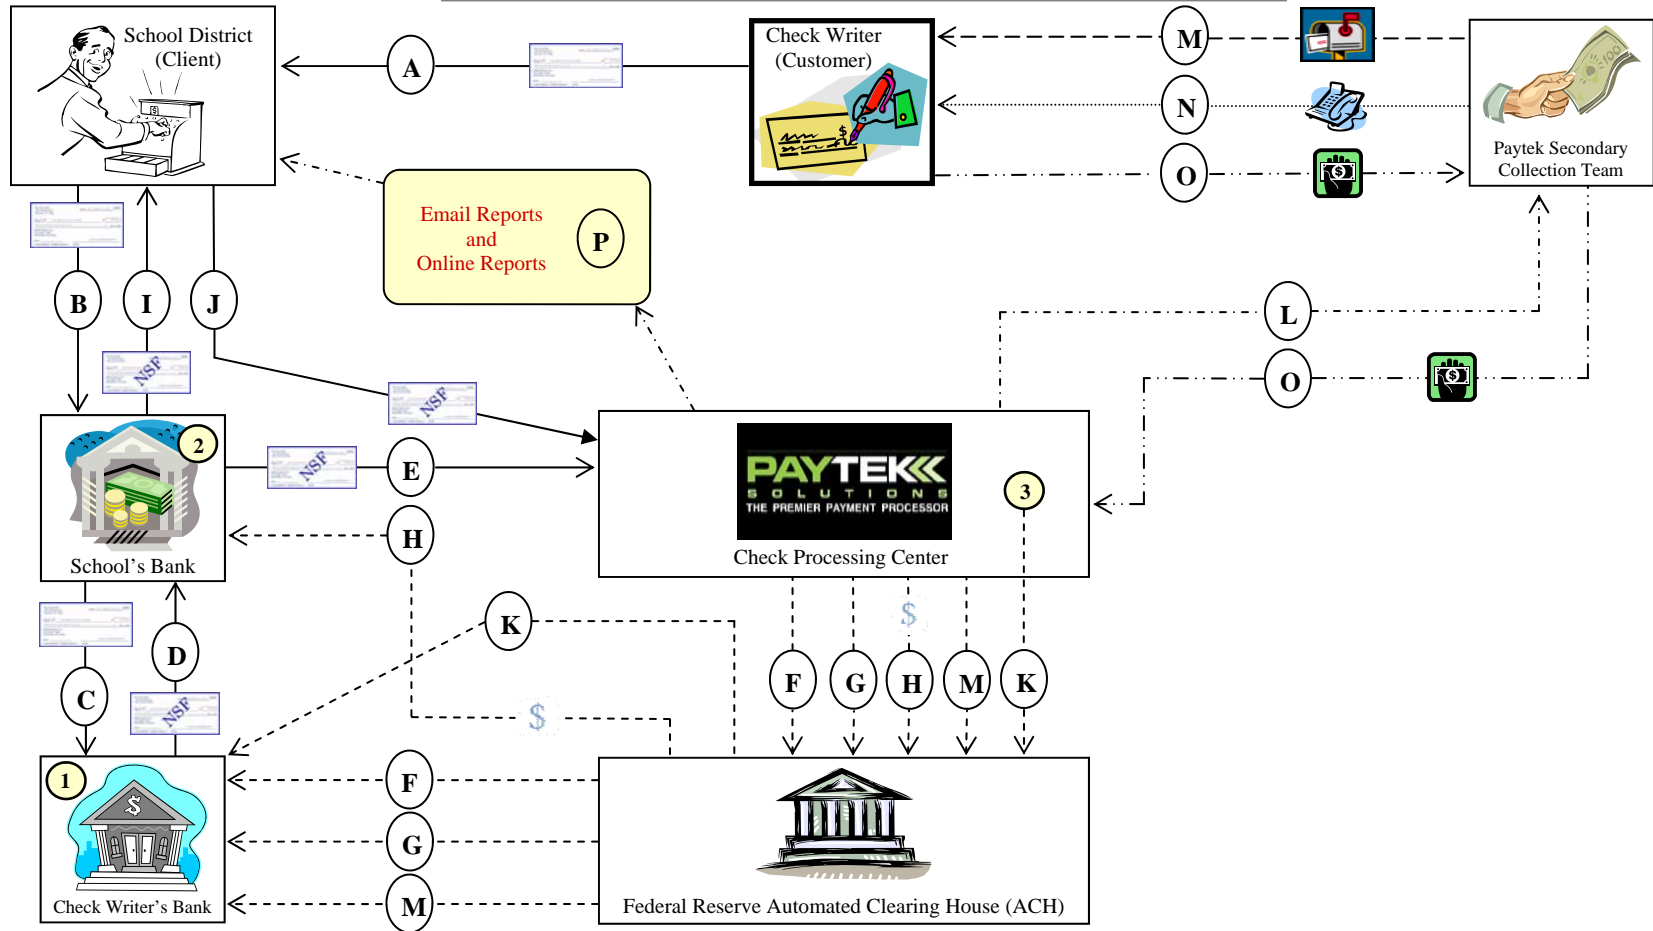 School District
(Client)
A
Check Writer
(Customer)
$
M
N
O
$
Paytek Secondary
Collection Team
Email Reports
and
Online Reports
P
B
I
J
NSF
NSF
L
O
$
2
School's Bank
NSF
E
H
PAYTEK
SOLUTIONS
THE PREMIER PAYMENT PROCESSOR
3
Check Processing Center
K
$
C
D
NSF
F
G
H
M
K
$
1
$
Check Writer's Bank
F
G
M
Federal Reserve Automated Clearing House (ACH)